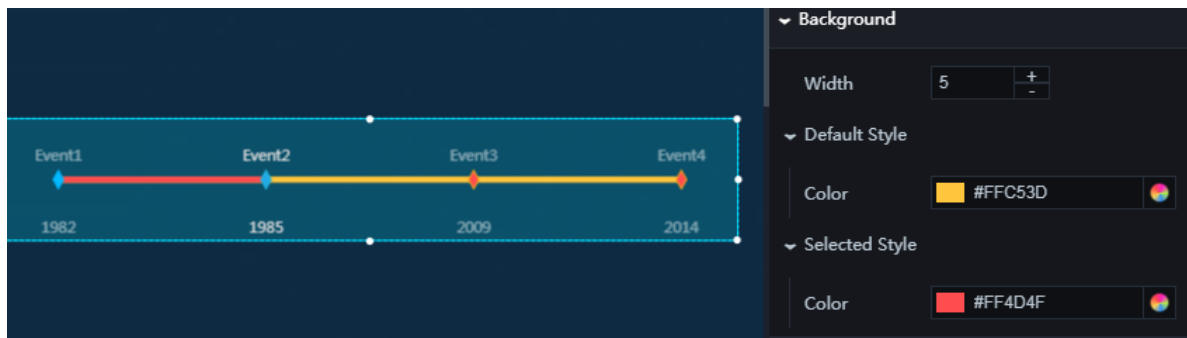 Background
Width 5 + -
Default Style
Color #FFC53D
Selected Style
Color #FF4D4F
Event1 Event2 Event3 Event4
1982 1985 2009 2014